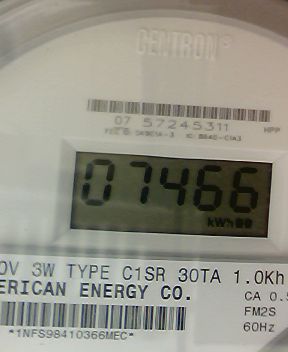 CENTRON®
07 57245311
HPP
07466
kWh
0V 3W TYPE C1SR 30TA 1.0Kh
ERICAN ENERGY CO.
CA 0.5
FM2S
60Hz
*1NFS98410366MEC*